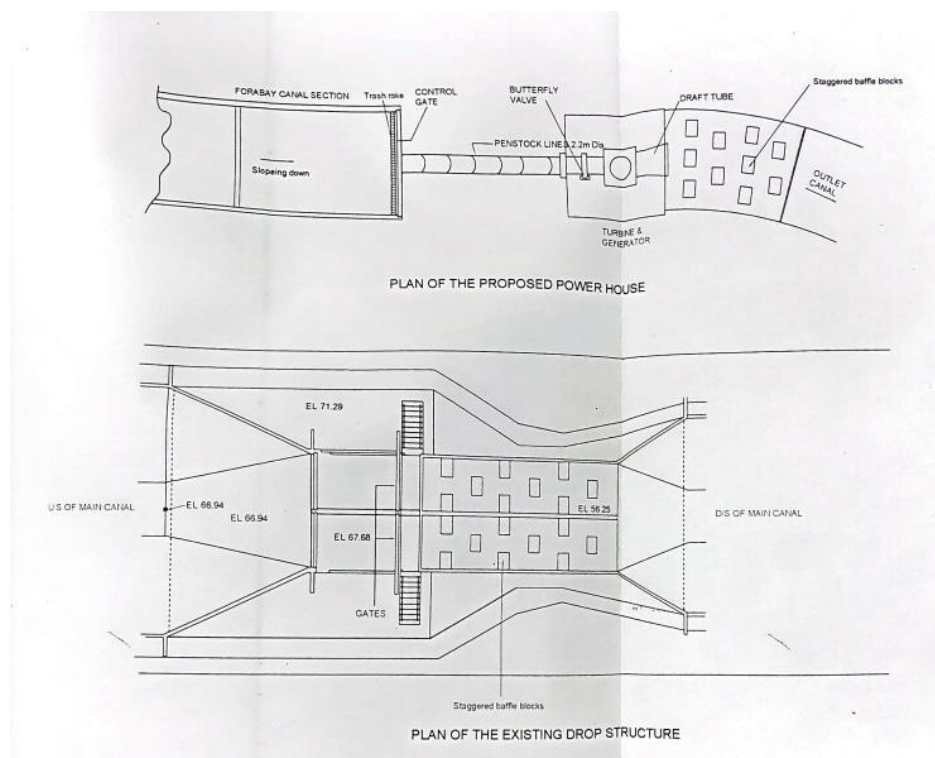 FORABAY CANAL SECTION
Trash rake
CONTROL
GATE
BUTTERFLY
VALVE
DRAFT TUBE
Staggered baffle blocks
PENSTOCK LINE 2.2m Dia
Slopeing down
OUTLET
CANAL
TURBINE &
GENERATOR
PLAN OF THE PROPOSED POWER HOUSE
EL 71.29
U/S OF MAIN CANAL
EL 66.94
EL 66.94
EL 67.68
EL 56.25
D/S OF MAIN CANAL
GATES
Staggered baffle blocks
PLAN OF THE EXISTING DROP STRUCTURE